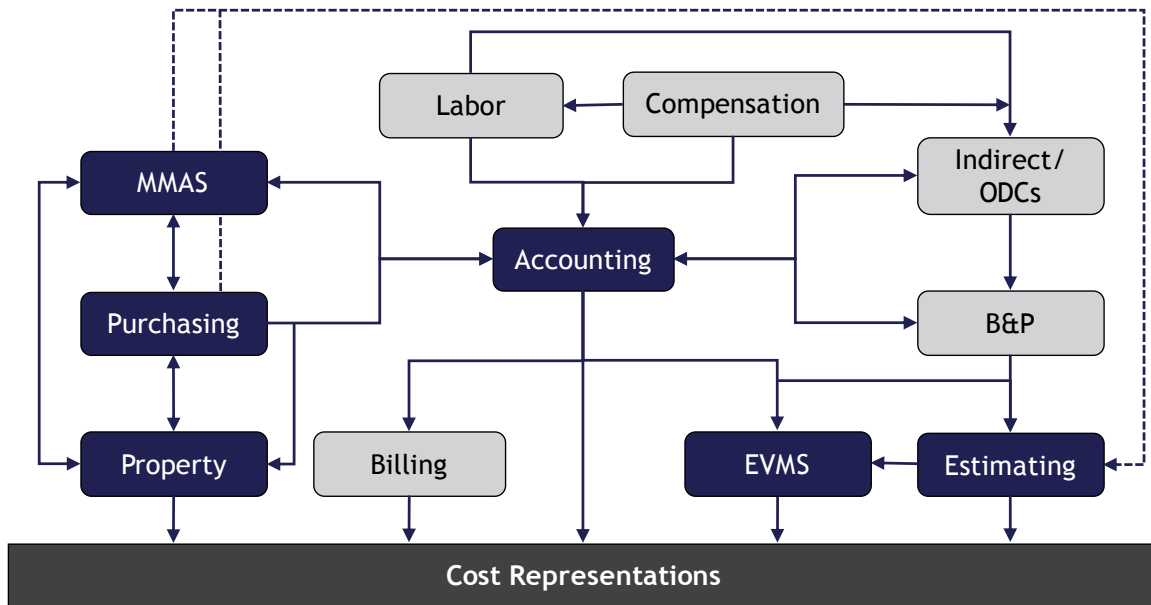 Labor
Compensation
MMAS
Indirect/
ODCs
Accounting
Purchasing
B&P
Property
Billing
EVMS
Estimating
Cost Representations